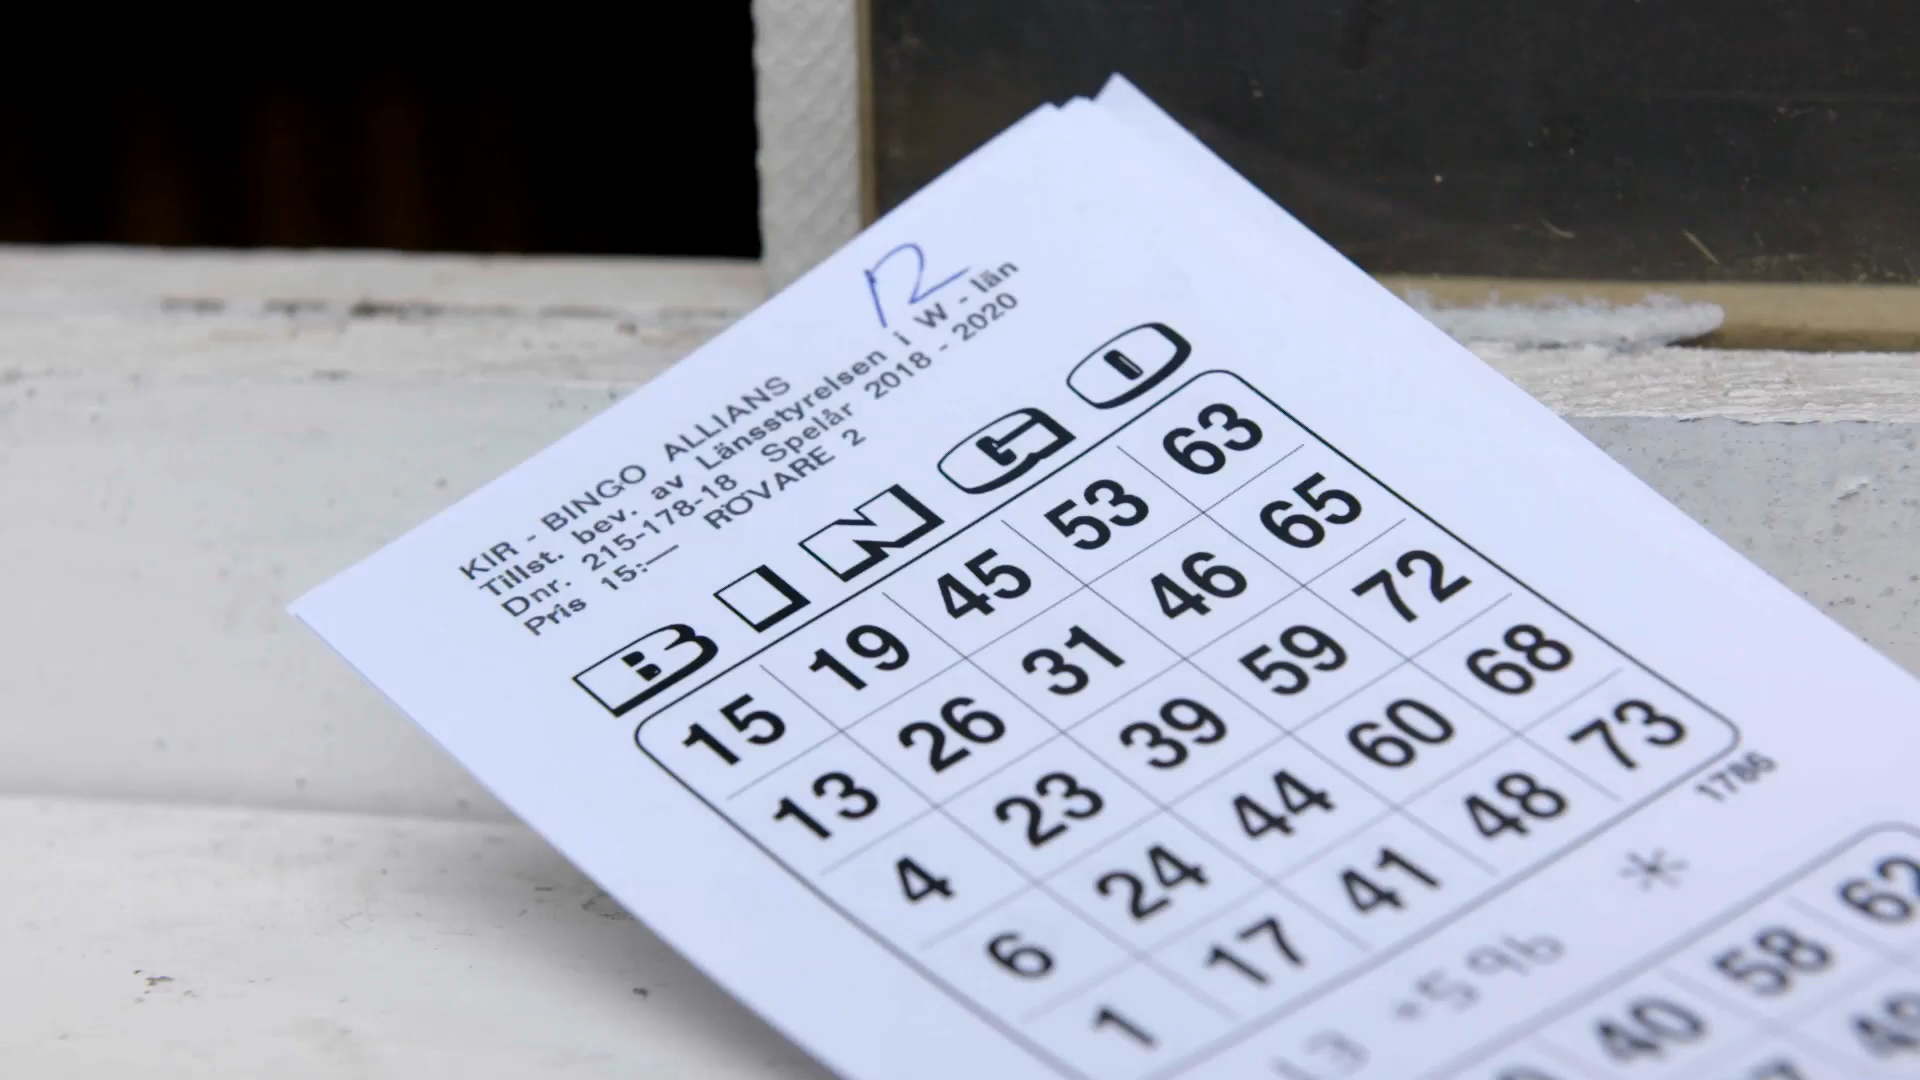 R
KIR - BINGO ALLIANS
Tillst. bev. av Länsstyrelsen i W - län
Dnr. 215-178-18 Spelår 2018 - 2020
Pris 15:— RÖVARE 2
B I N G O
15 19 45 53 63
13 26 31 46 65
4 23 39 59 72
6 24 44 60 68
1 17 41 48 73
1786
*
40 58 62